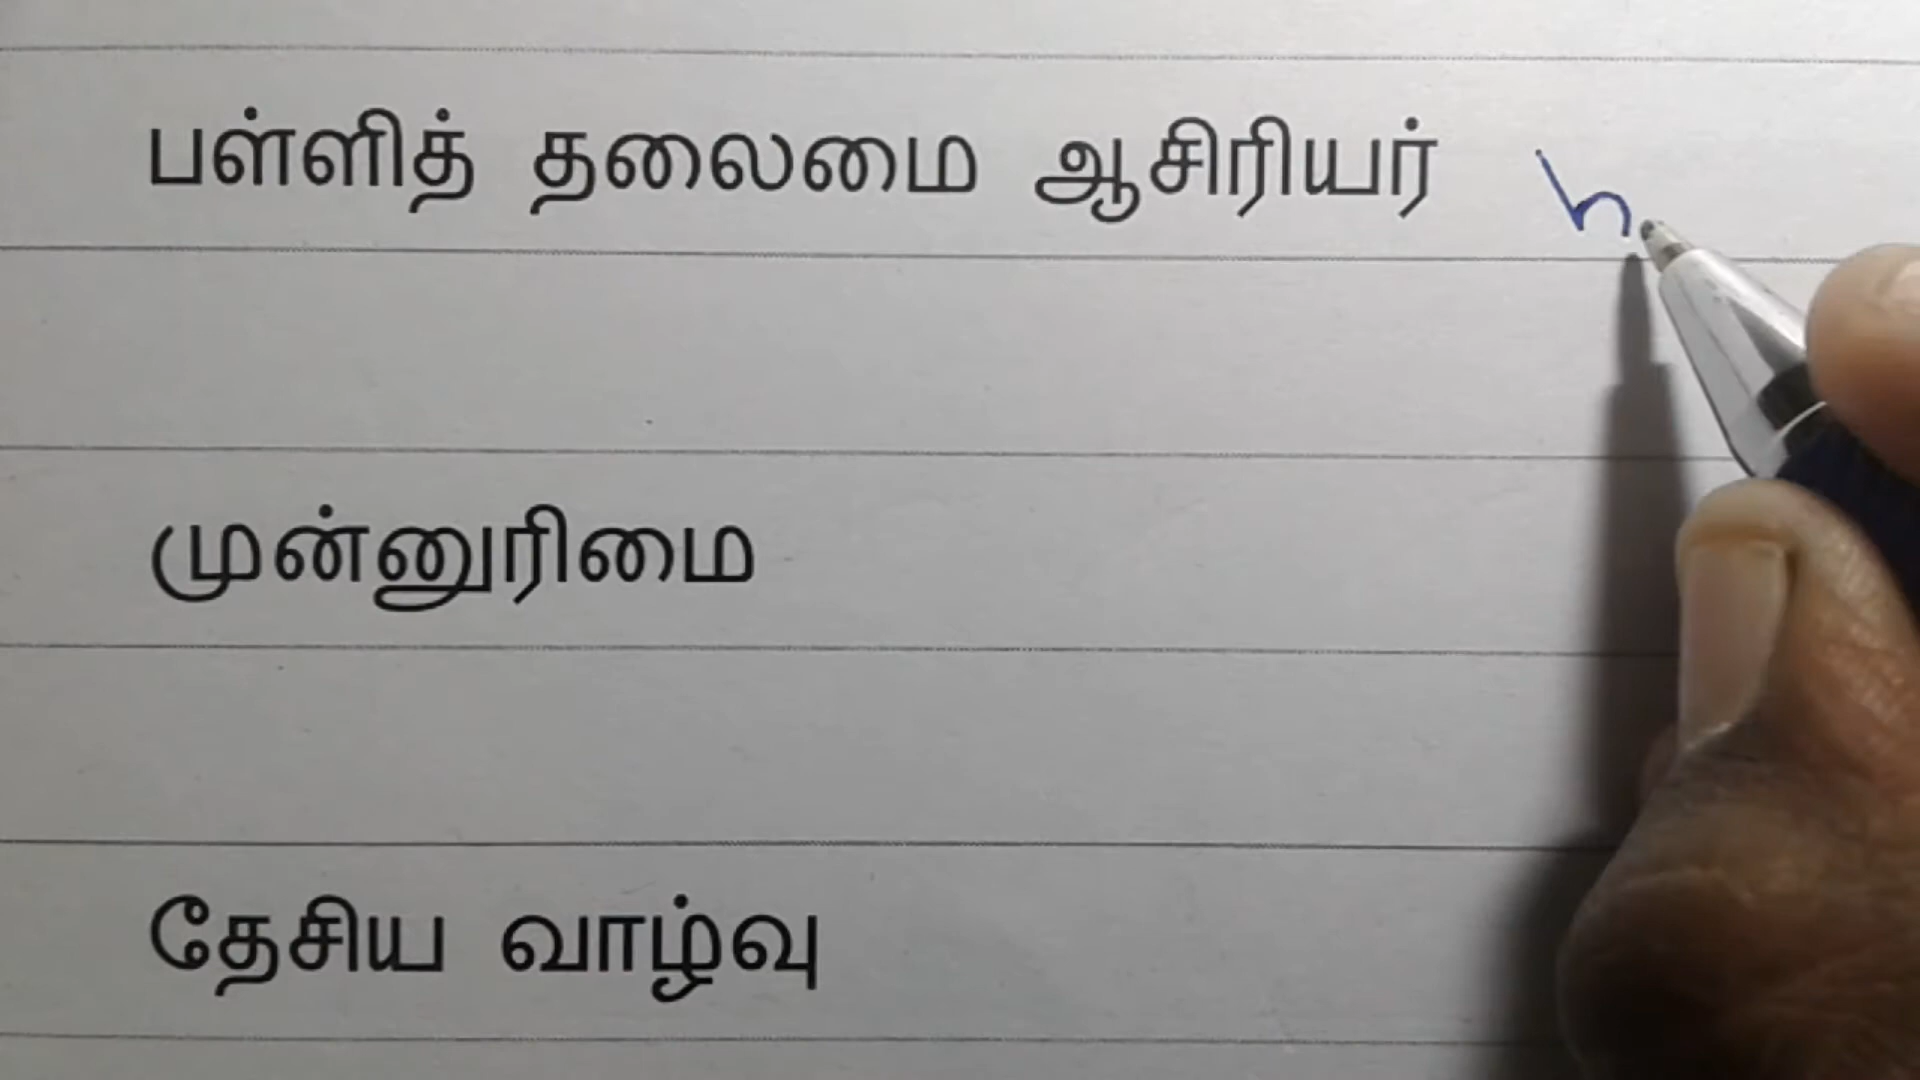 பள்ளித் தலைமை ஆசிரியர்
முன்னுரிமை
தேசிய வாழ்வு